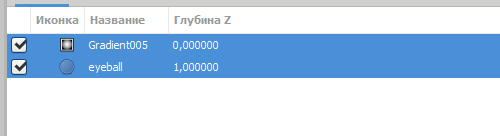 Иконка Название Глубина Z
Gradient005 0,000000
eyeball 1,000000